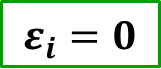 εᵢ = 0